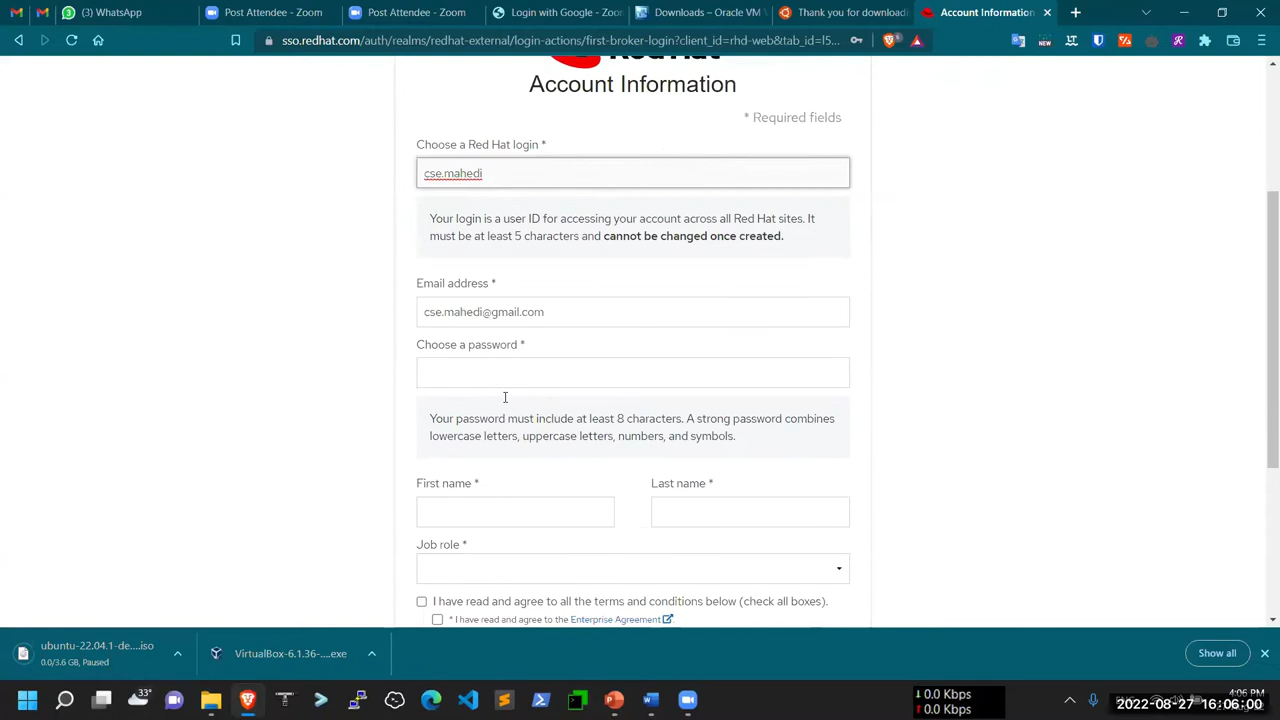 (3) WhatsApp
Post Attendee - Zoom
Post Attendee - Zoom
Login with Google - Zoo
Downloads – Oracle VM
Thank you for downloadi
Account Information
sso.redhat.com/auth/realms/redhat-external/login-actions/first-broker-login?client_id=rhd-web&tab_id=l5...
NEW
Account Information
* Required fields
Choose a Red Hat login *
cse.mahedi
Your login is a user ID for accessing your account across all Red Hat sites. It
must be at least 5 characters and cannot be changed once created.
Email address *
cse.mahedi@gmail.com
Choose a password *
Your password must include at least 8 characters. A strong password combines
lowercase letters, uppercase letters, numbers, and symbols.
First name *
Last name *
Job role *
I have read and agree to all the terms and conditions below (check all boxes).
* I have read and agree to the Enterprise Agreement
ubuntu-22.04.1-de....iso
0.0/3.6 GB, Paused
VirtualBox-6.1.36-....exe
Show all
33°
↓ 0.0 Kbps
↑ 0.0 Kbps
4:06 PM
2022-08-27 16:06:00